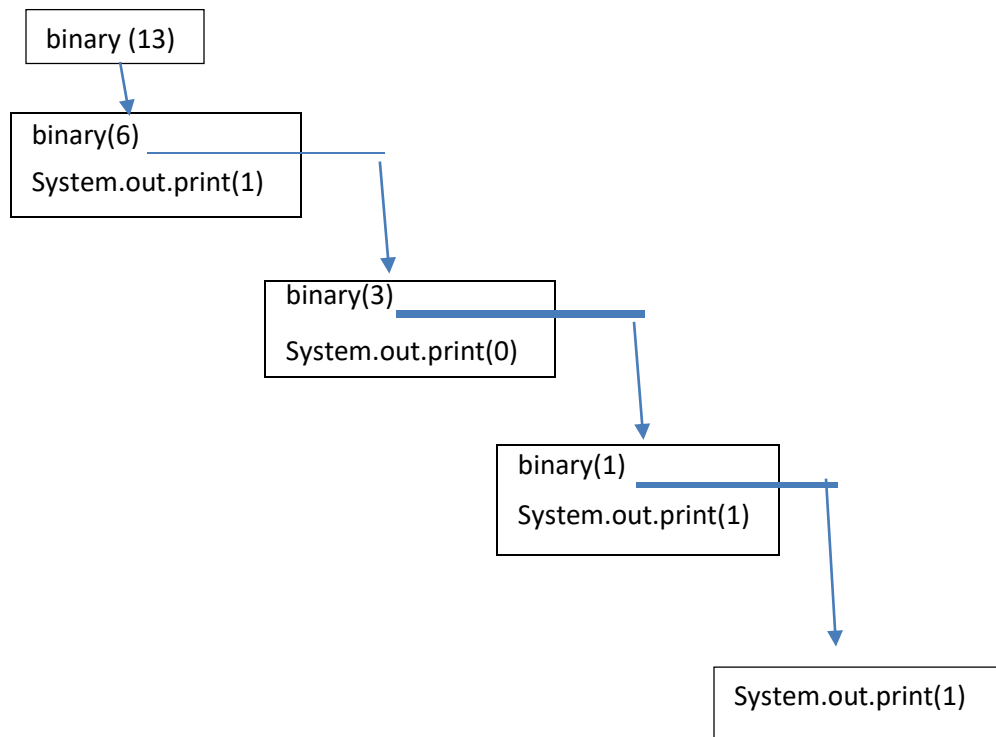 binary (13)
binary(6)
System.out.print(1)
binary(3)
System.out.print(0)
binary(1)
System.out.print(1)
System.out.print(1)